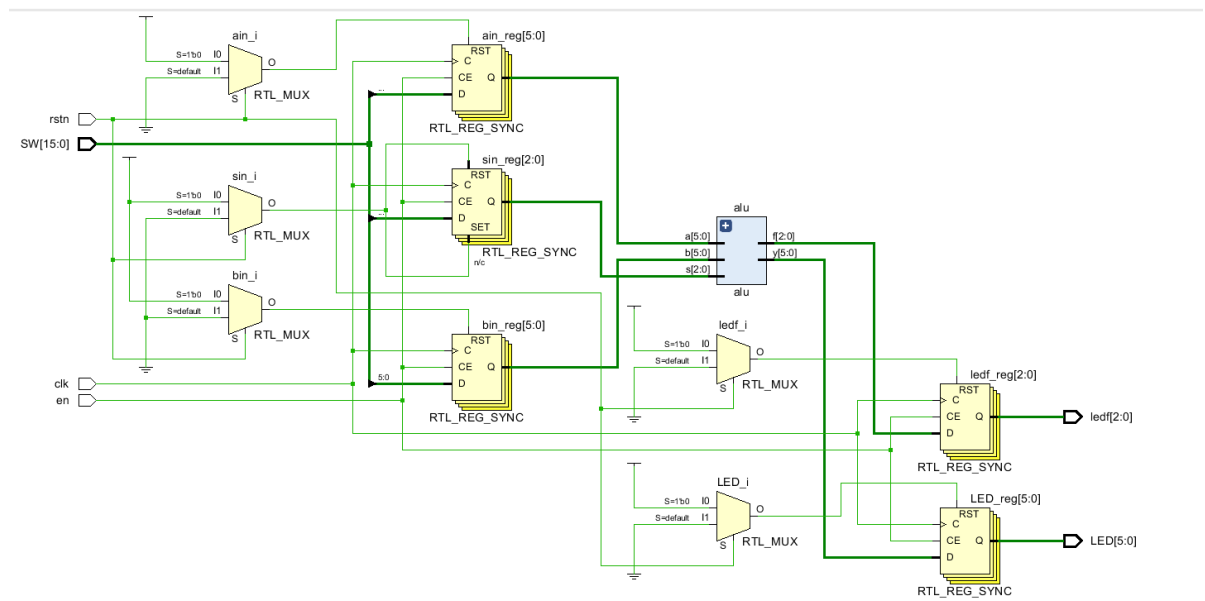 ain_i
S=1'b0 I0
S=default I1
O
S
RTL_MUX
ain_reg[5:0]
RST
C
CE Q
D
...
RTL_REG_SYNC
rstn
SW[15:0]
sin_i
S=1'b0 I0
S=default I1
O
S
RTL_MUX
sin_reg[2:0]
RST
C
CE Q
D
...
SET
RTL_REG_SYNC
n/c
alu
a[5:0] f[2:0]
b[5:0] y[5:0]
s[2:0]
alu
bin_i
S=1'b0 I0
S=default I1
O
S
RTL_MUX
bin_reg[5:0]
RST
C
CE Q
5:0 D
RTL_REG_SYNC
clk
en
ledf_i
S=1'b0 I0
S=default I1
O
S
RTL_MUX
ledf_reg[2:0]
RST
C
CE Q
D
RTL_REG_SYNC
ledf[2:0]
LED_i
S=1'b0 I0
S=default I1
O
S
RTL_MUX
LED_reg[5:0]
RST
C
CE Q
D
RTL_REG_SYNC
LED[5:0]